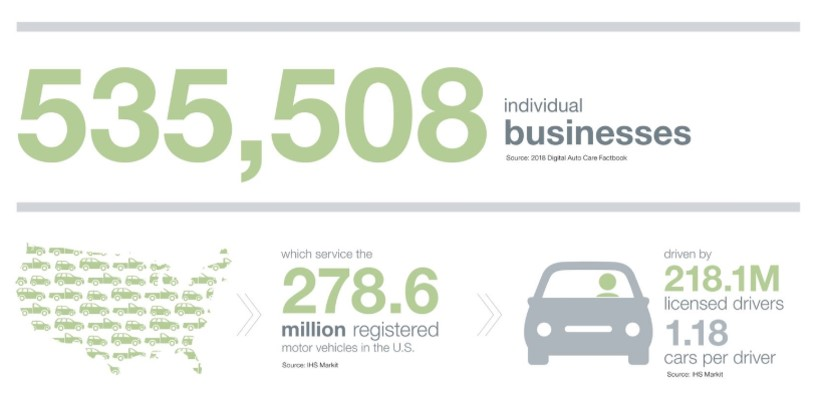 535,508
individual
businesses
Source: 2018 Digital Auto Care Factbook
which service the
278.6
million registered
motor vehicles in the U.S.
Source: IHS Markit
driven by
218.1M
licensed drivers
1.18
cars per driver
Source: IHS Markit